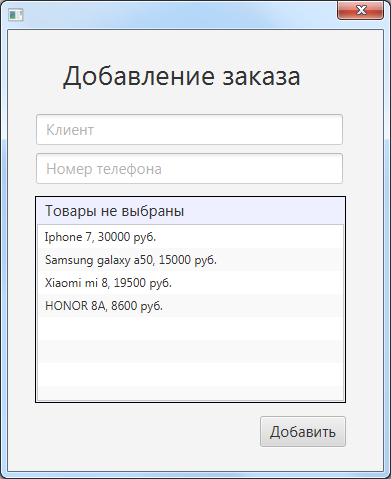 Добавление заказа
Клиент
Номер телефона
Товары не выбраны
Iphone 7, 30000 руб.
Samsung galaxy a50, 15000 руб.
Xiaomi mi 8, 19500 руб.
HONOR 8A, 8600 руб.
Добавить